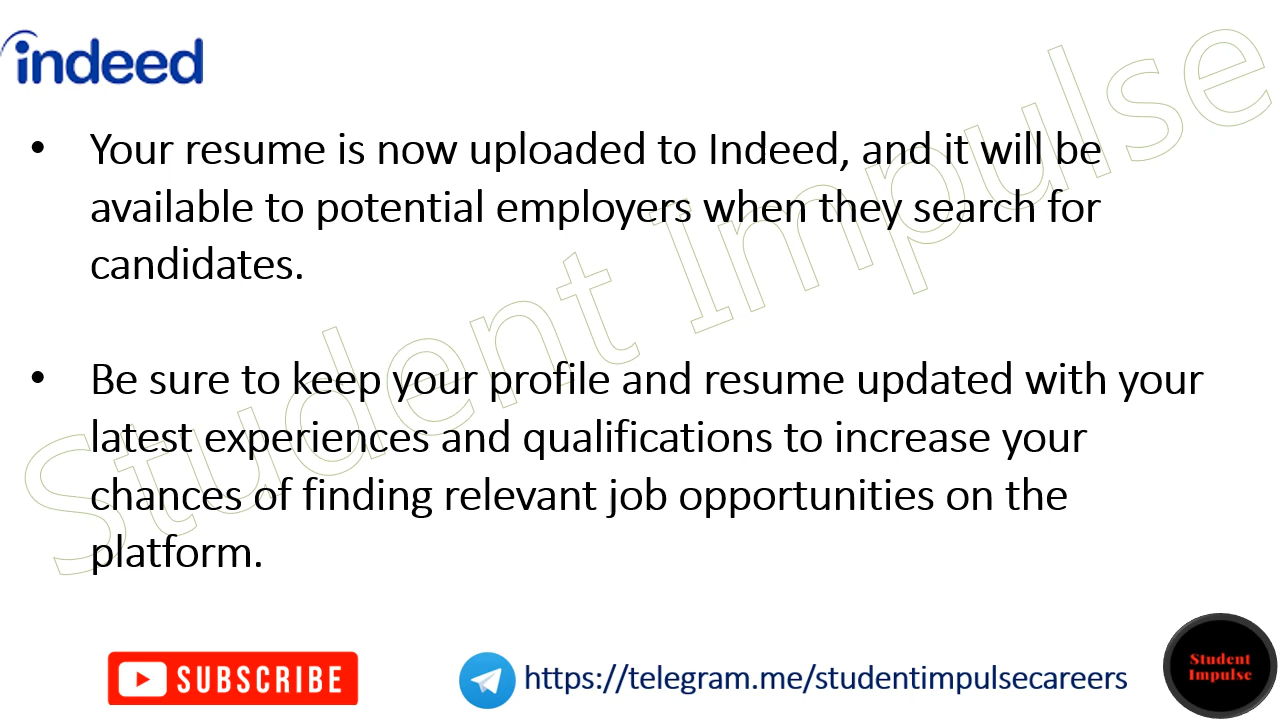 indeed
• Your resume is now uploaded to Indeed, and it will be
available to potential employers when they search for
candidates.
• Be sure to keep your profile and resume updated with your
latest experiences and qualifications to increase your
chances of finding relevant job opportunities on the
platform.
Student Impulse
SUBSCRIBE
https://telegram.me/studentimpulsecareers
Student
Impulse